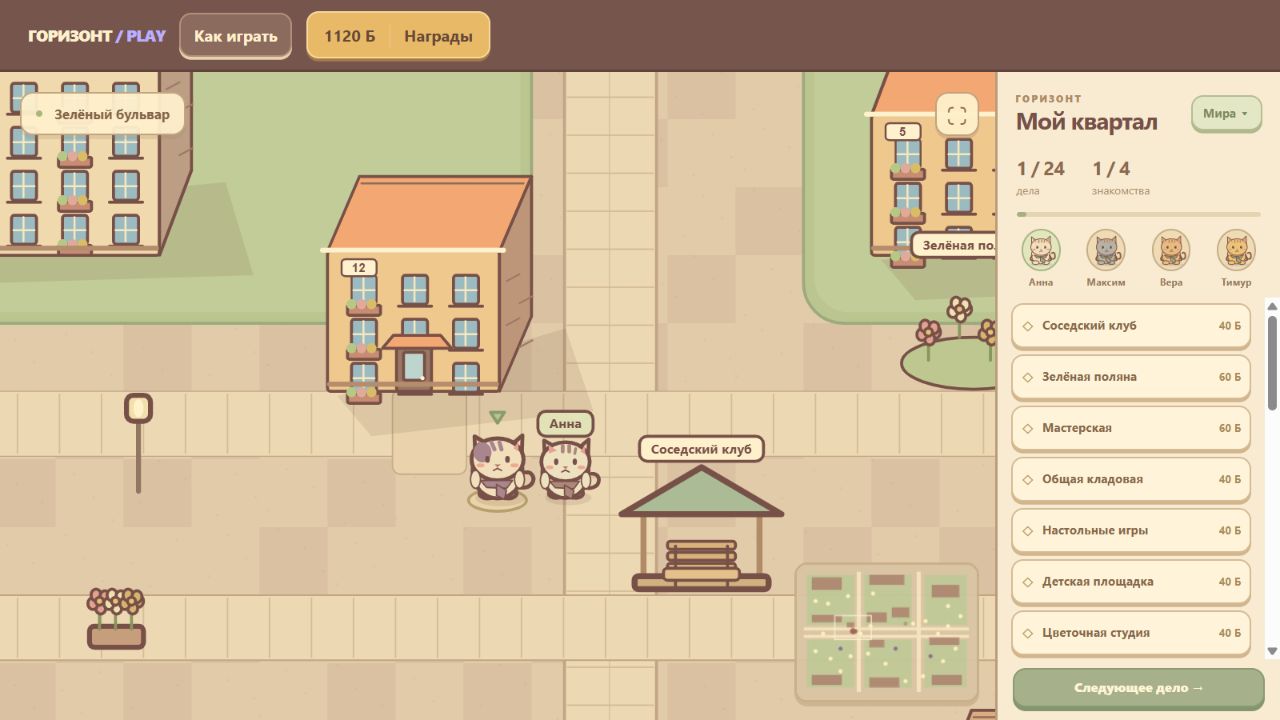 ГОРИЗОНТ / PLAY
Как играть
1120 Б
Награды
Зелёный бульвар
12
Анна
Соседский клуб
5
Зелёная по
ГОРИЗОНТ
Мой квартал
Мира
1 / 24
дела
1 / 4
знакомства
Анна
Максим
Вера
Тимур
Соседский клуб 40 Б
Зелёная поляна 60 Б
Мастерская 60 Б
Общая кладовая 40 Б
Настольные игры 40 Б
Детская площадка 40 Б
Цветочная студия 40 Б
Следующее дело →